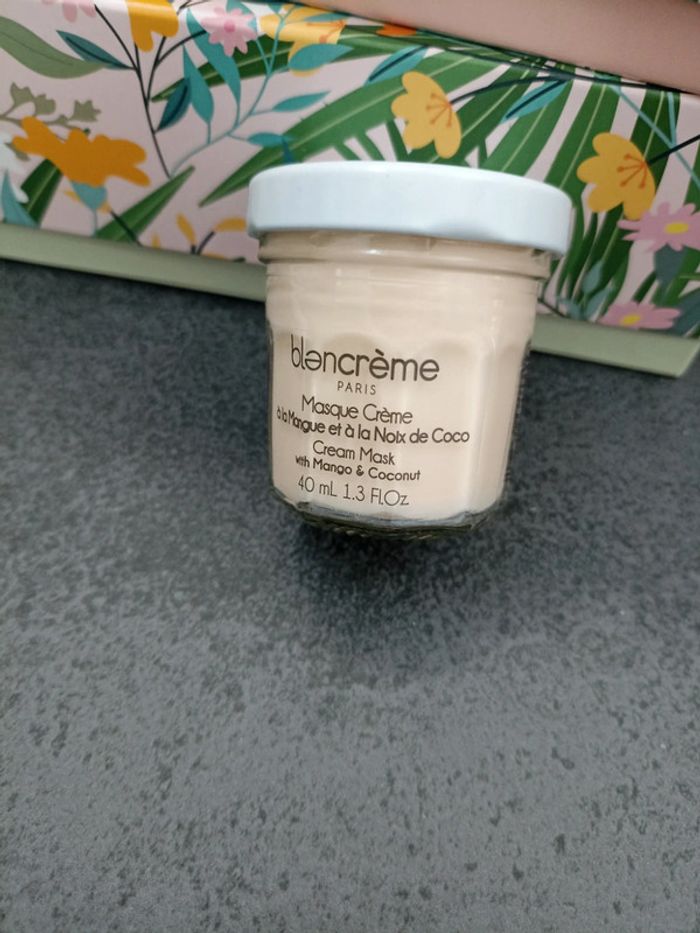 blancrème
PARIS
Masque Crème
à la Mangue et à la Noix de Coco
Cream Mask
with Mango & Coconut
40 mL 1.3 Fl.Oz